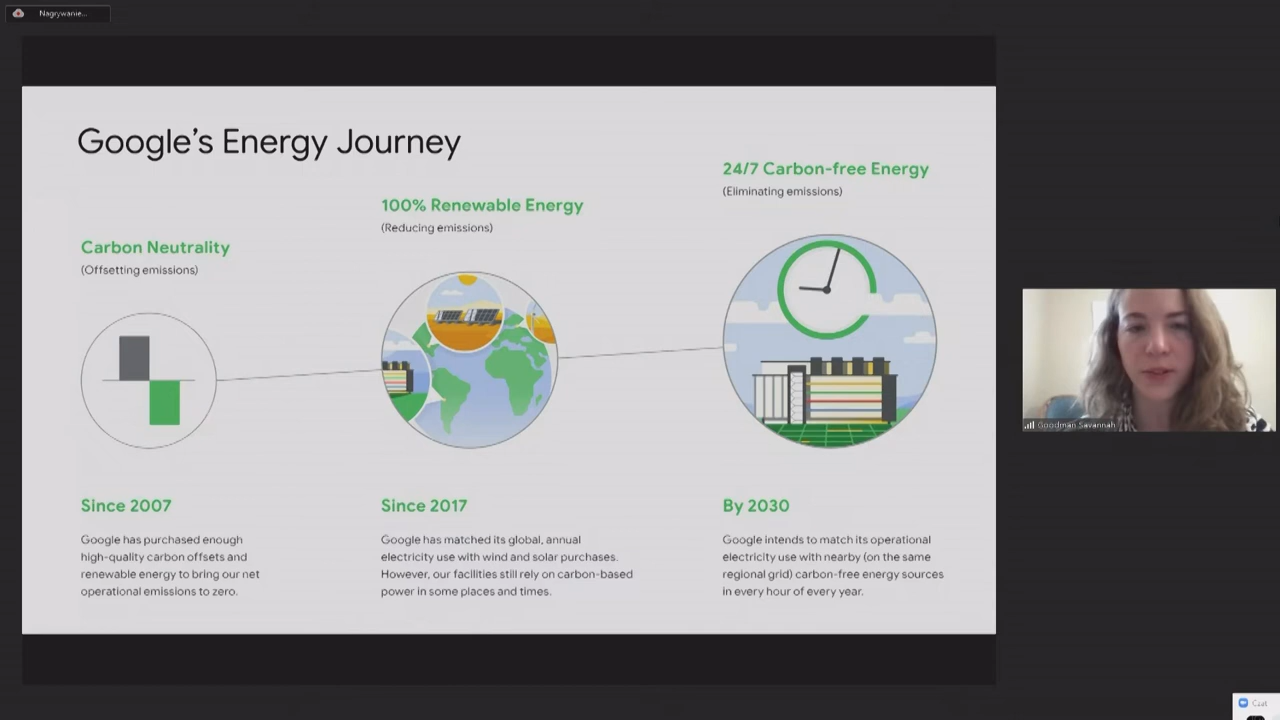 Nagrywanie...
Google's Energy Journey
Carbon Neutrality
(Offsetting emissions)
Since 2007
Google has purchased enough
high-quality carbon offsets and
renewable energy to bring our net
operational emissions to zero.
100% Renewable Energy
(Reducing emissions)
Since 2017
Google has matched its global, annual
electricity use with wind and solar purchases.
However, our facilities still rely on carbon-based
power in some places and times.
24/7 Carbon-free Energy
(Eliminating emissions)
By 2030
Google intends to match its operational
electricity use with nearby (on the same
regional grid) carbon-free energy sources
in every hour of every year.
Goodman Savannah
Czat